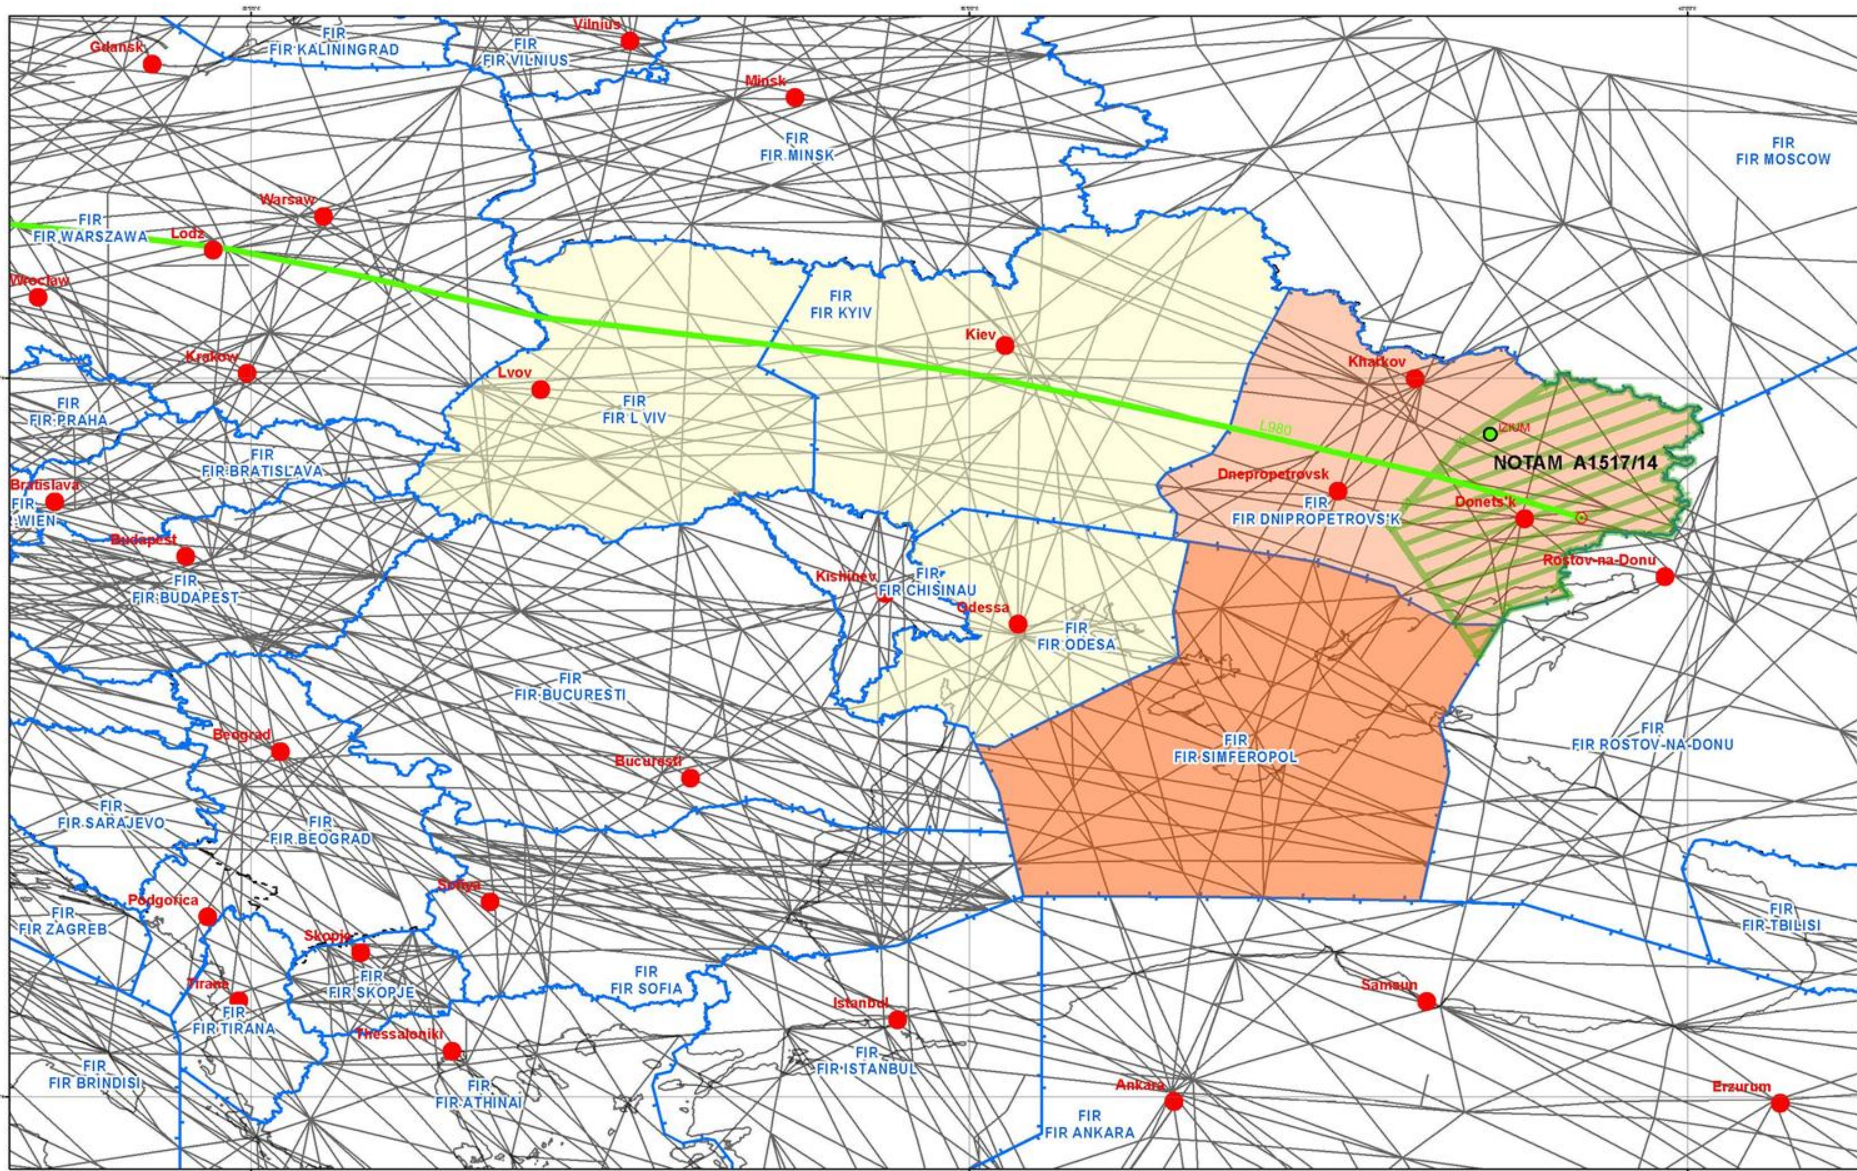 Gdansk
FIR
FIR KALININGRAD
FIR
FIR VILNIUS
Vilnius
Minsk
FIR
FIR MINSK
FIR
FIR MOSCOW
Warsaw
FIR
FIR WARSZAWA
Lodz
Wroclaw
FIR
FIR KYIV
Kiev
Krakow
Lvov
Kharkov
FIR
FIR PRAHA
FIR
FIR L VIV
L980
IZIUM
FIR
FIR BRATISLAVA
NOTAM A1517/14
Bratislava
Dnepropetrovsk
FIR
WIEN
FIR
FIR DNIPROPETROVS'K
Donets'k
Budapest
FIR
FIR BUDAPEST
Rostov-na-Donu
Kishinev
FIR
FIR CHISINAU
Odessa
FIR
FIR ODESA
FIR
FIR BUCURESTI
Beograd
Bucuresti
FIR
FIR SIMFEROPOL
FIR
FIR ROSTOV-NA-DONU
FIR
FIR SARAJEVO
FIR
FIR BEOGRAD
Podgorica
Sofiya
FIR
FIR ZAGREB
FIR
FIR TBILISI
Skopje
FIR
FIR SKOPJE
FIR
FIR SOFIA
Tirana
FIR
FIR TIRANA
Istanbul
Samsun
Thessaloniki
FIR
FIR ISTANBUL
FIR
FIR BRINDISI
FIR
FIR ATHINAI
Ankara
FIR
FIR ANKARA
Erzurum